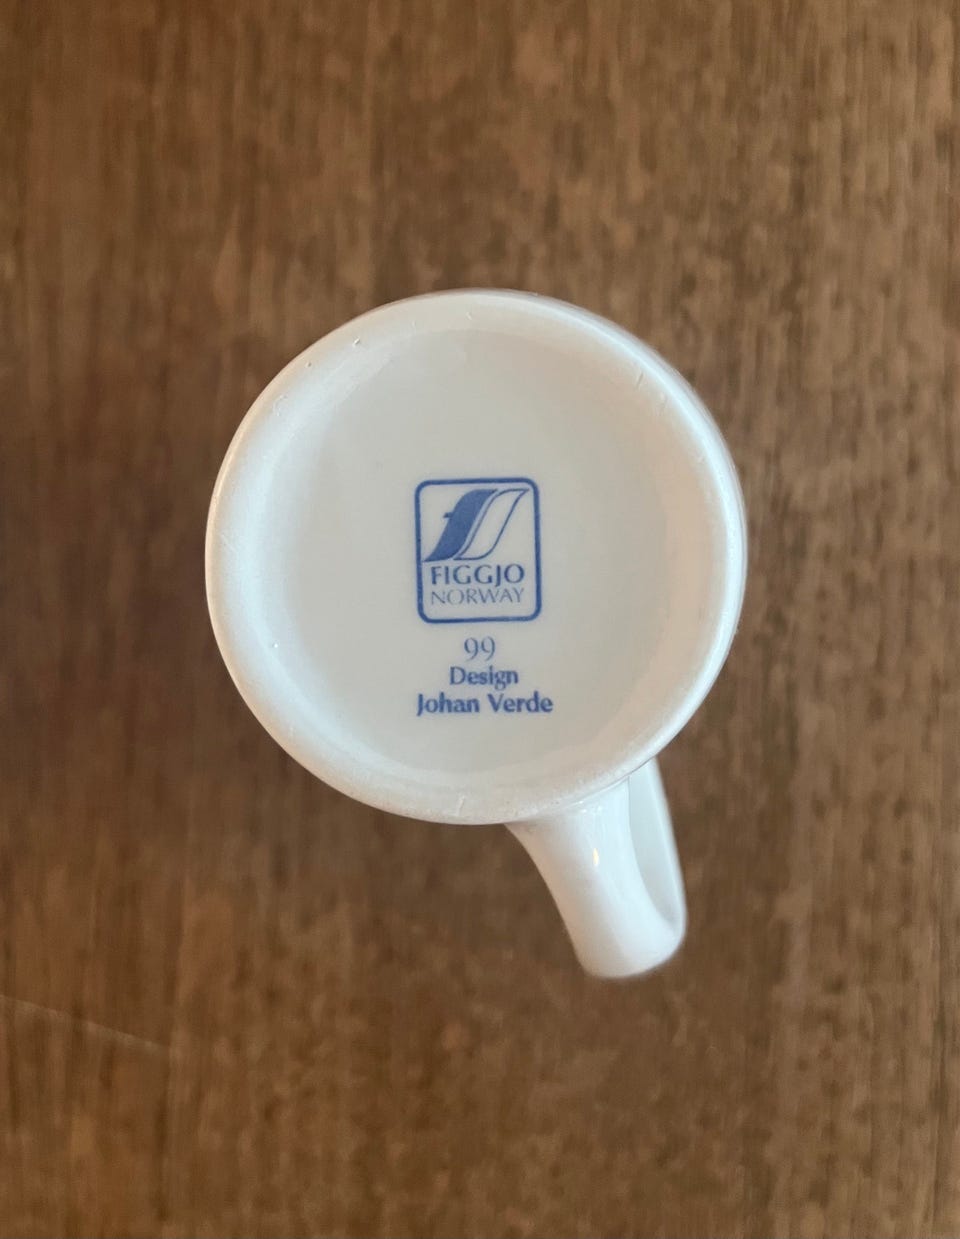 FIGGJO
NORWAY
99
Design
Johan Verde